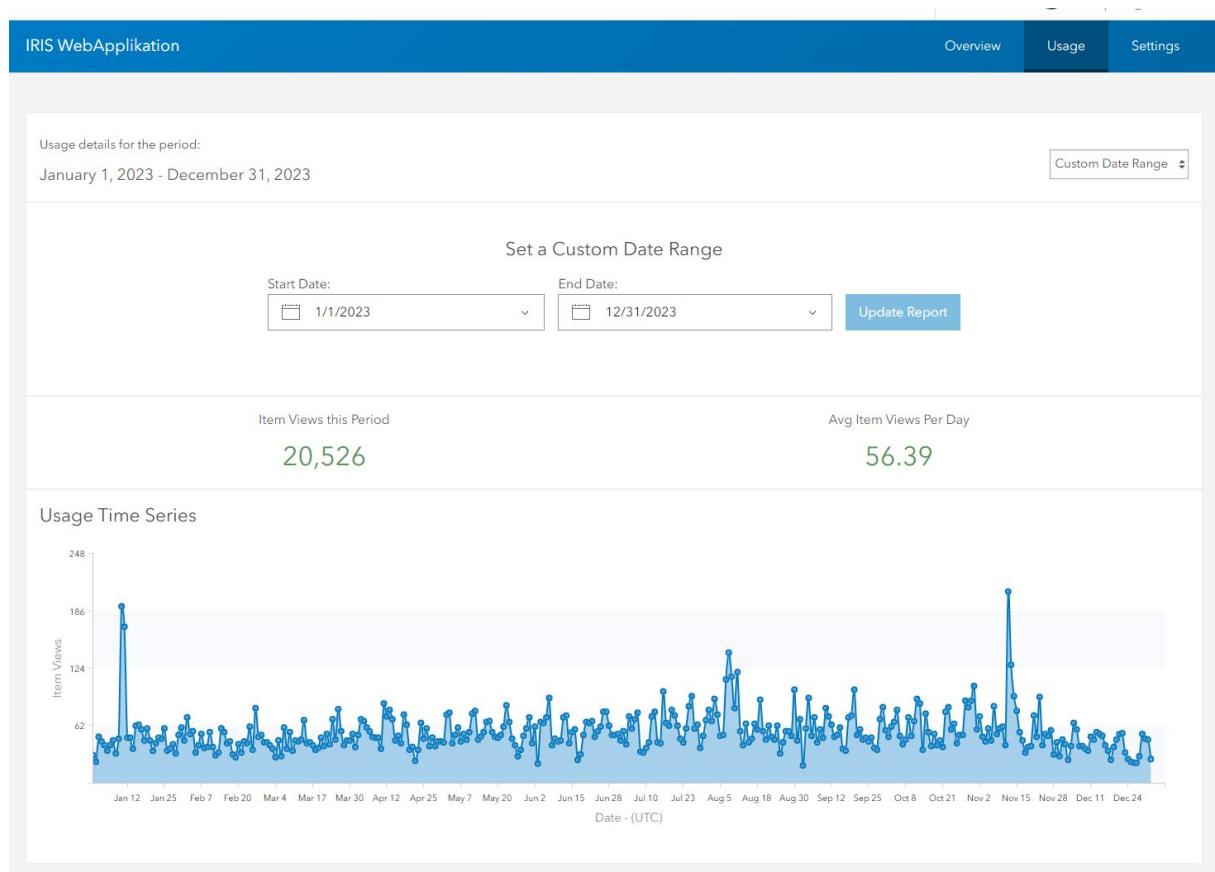 IRIS WebApplikation
Overview Usage Settings
Usage details for the period:
January 1, 2023 - December 31, 2023
Custom Date Range
Set a Custom Date Range
Start Date: End Date:
1/1/2023 12/31/2023 Update Report
Item Views this Period Avg Item Views Per Day
20,526 56.39
Usage Time Series
248
186
124
62
Item Views
Jan 12 Jan 25 Feb 7 Feb 20 Mar 4 Mar 17 Mar 30 Apr 12 Apr 25 May 7 May 20 Jun 2 Jun 15 Jun 28 Jul 10 Jul 23 Aug 5 Aug 18 Aug 30 Sep 12 Sep 25 Oct 8 Oct 21 Nov 2 Nov 15 Nov 28 Dec 11 Dec 24
Date - (UTC)